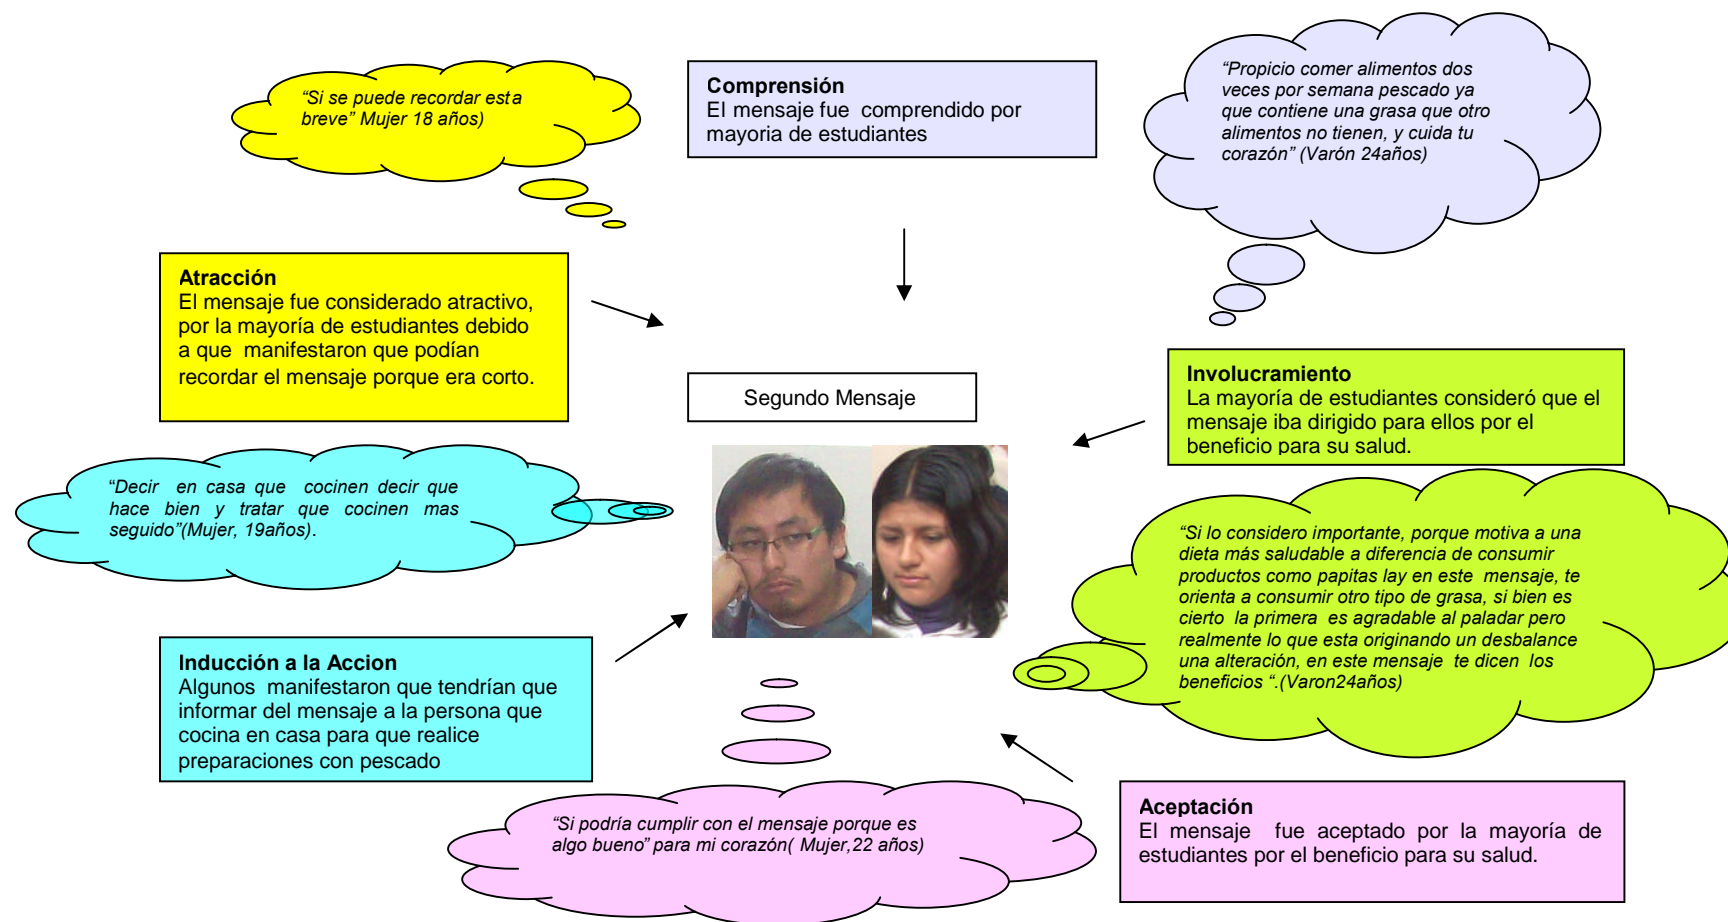 “Si se puede recordar esta
breve” Mujer 18 años)
Comprensión
El mensaje fue comprendido por
mayoria de estudiantes
“Propicio comer alimentos dos
veces por semana pescado ya
que contiene una grasa que otro
alimentos no tienen, y cuida tu
corazón” (Varón 24años)
Atracción
El mensaje fue considerado atractivo,
por la mayoría de estudiantes debido
a que manifestaron que podían
recordar el mensaje porque era corto.
Segundo Mensaje
Involucramiento
La mayoría de estudiantes consideró que el
mensaje iba dirigido para ellos por el
beneficio para su salud.
“Decir en casa que cocinen decir que
hace bien y tratar que cocinen mas
seguido”(Mujer, 19años).
“Si lo considero importante, porque motiva a una
dieta más saludable a diferencia de consumir
productos como papitas lay en este mensaje, te
orienta a consumir otro tipo de grasa, si bien es
cierto la primera es agradable al paladar pero
realmente lo que esta originando un desbalance
una alteración, en este mensaje te dicen los
beneficios “.(Varon24años)
Inducción a la Accion
Algunos manifestaron que tendrían que
informar del mensaje a la persona que
cocina en casa para que realice
preparaciones con pescado
“Si podría cumplir con el mensaje porque es
algo bueno” para mi corazón( Mujer,22 años)
Aceptación
El mensaje fue aceptado por la mayoría de
estudiantes por el beneficio para su salud.